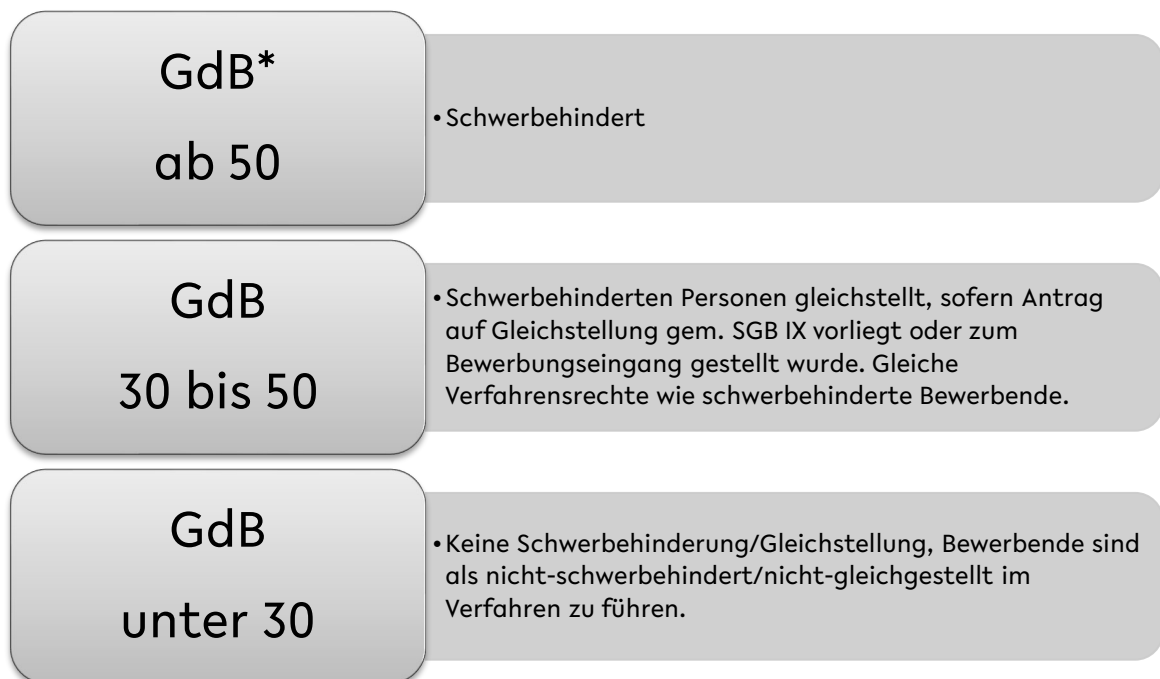 GdB*
ab 50
• Schwerbehindert
GdB
30 bis 50
• Schwerbehinderten Personen gleichstellt, sofern Antrag
auf Gleichstellung gem. SGB IX vorliegt oder zum
Bewerbungseingang gestellt wurde. Gleiche
Verfahrensrechte wie schwerbehinderte Bewerbende.
GdB
unter 30
• Keine Schwerbehinderung/Gleichstellung, Bewerbende sind
als nicht-schwerbehindert/nicht-gleichgestellt im
Verfahren zu führen.